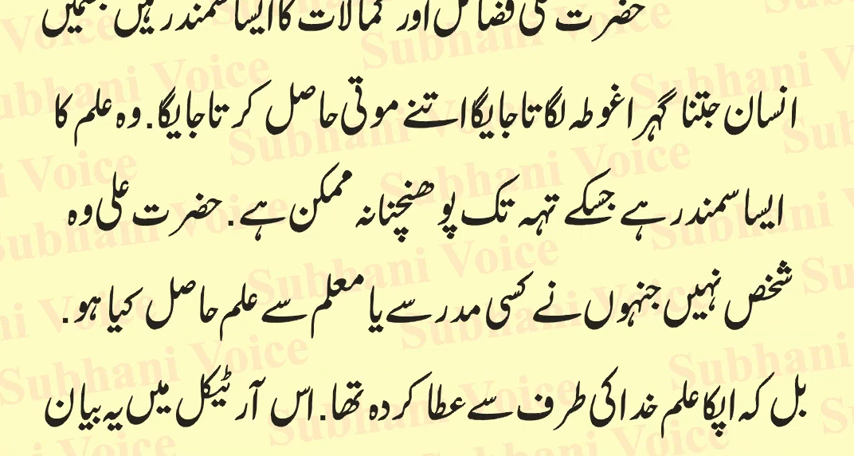 حضرت علی فضائل اور کمالات کا ایسا سمندر ہیں جسمیں
انسان جتنا گہرا غوطہ لگاتا جایگا اتنے موتی حاصل کرتا جایگا. وہ علم کا
ایسا سمندر ہے جسکے تہہ تک پوھنچنا نہ ممکن ہے. حضرت علی وہ
شخص نہیں جنہوں نے کسی مدرسے یا معلم سے علم حاصل کیا ہو.
بل کہ اپکا علم خدا کی طرف سے عطا کردہ تھا. اس آرٹیکل میں یہ بیان
Subhani Voice